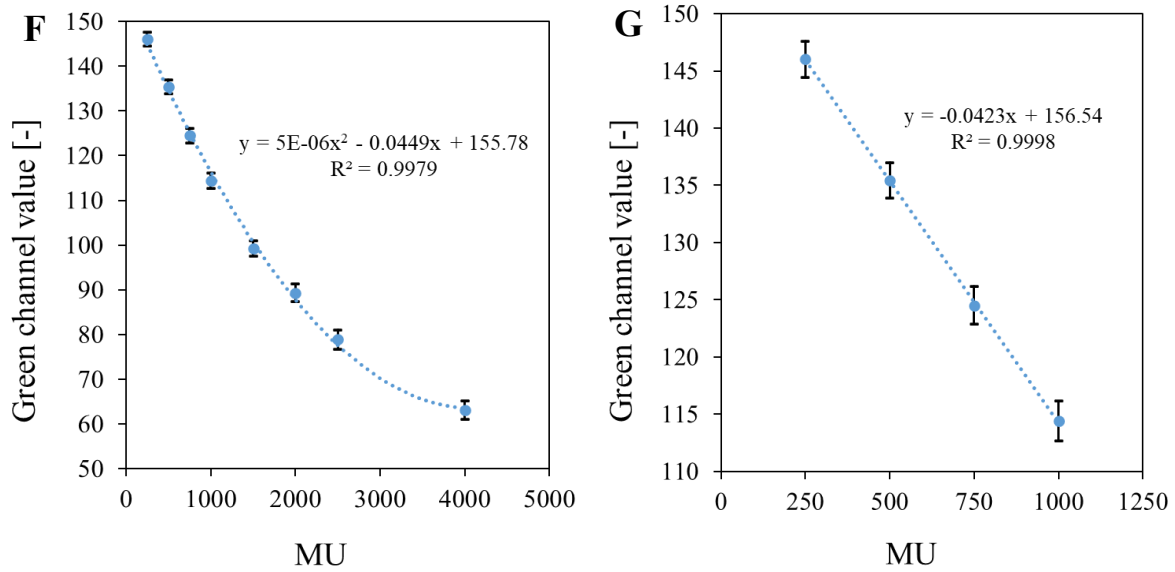 F
150
140
130
120
110
100
90
80
70
60
50
Green channel value [-]
y = 5E-06x² - 0.0449x + 155.78
R² = 0.9979
0 1000 2000 3000 4000 5000
MU
G
150
145
140
135
130
125
120
115
110
Green channel value [-]
y = -0.0423x + 156.54
R² = 0.9998
0 250 500 750 1000 1250
MU